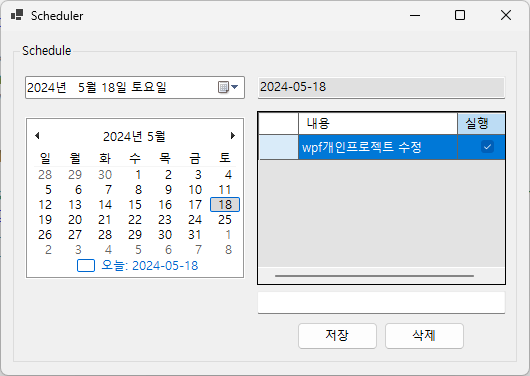 Scheduler
Schedule
2024년 5월 18일 토요일
2024-05-18
2024년 5월
일 월 화 수 목 금 토
28 29 30 1 2 3 4
5 6 7 8 9 10 11
12 13 14 15 16 17 18
19 20 21 22 23 24 25
26 27 28 29 30 31 1
2 3 4 5 6 7 8
오늘: 2024-05-18
내용 실행
wpf개인프로젝트 수정
저장 삭제